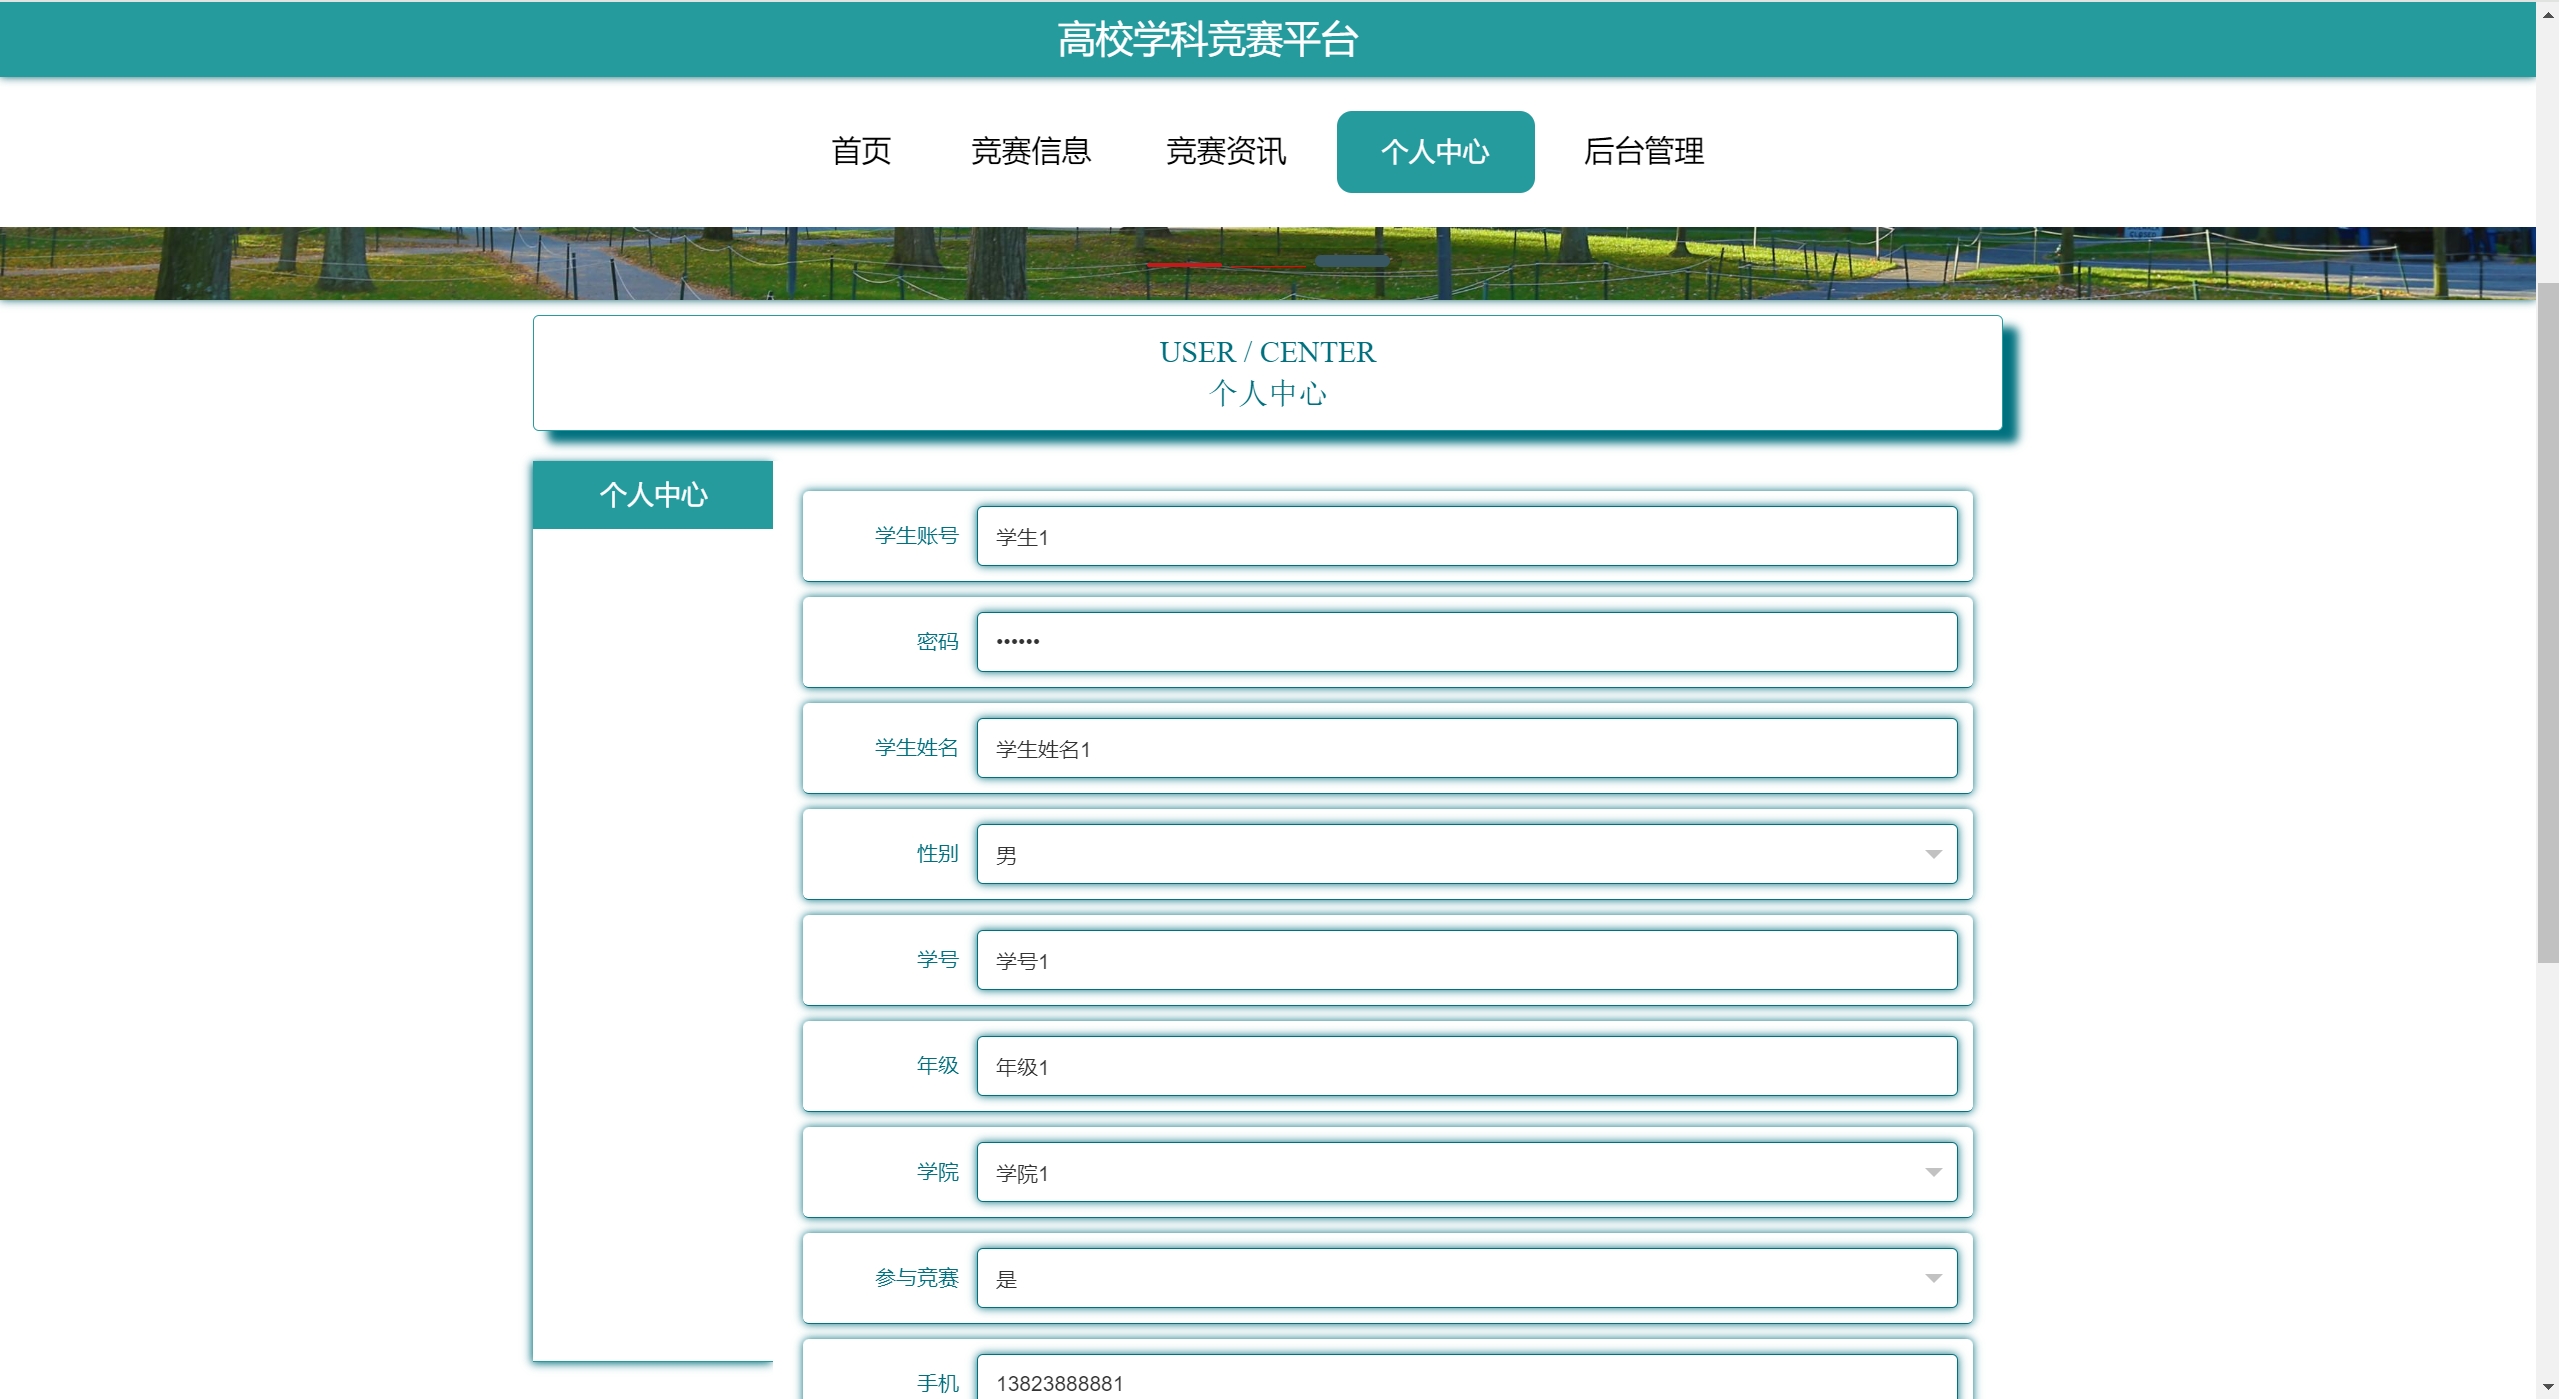 高校学科竞赛平台
首页 竞赛信息 竞赛资讯 个人中心 后台管理
USER / CENTER
个人中心
个人中心
学生账号 学生1
密码 ••••••
学生姓名 学生姓名1
性别 男
学号 学号1
年级 年级1
学院 学院1
参与竞赛 是
手机 13823888881